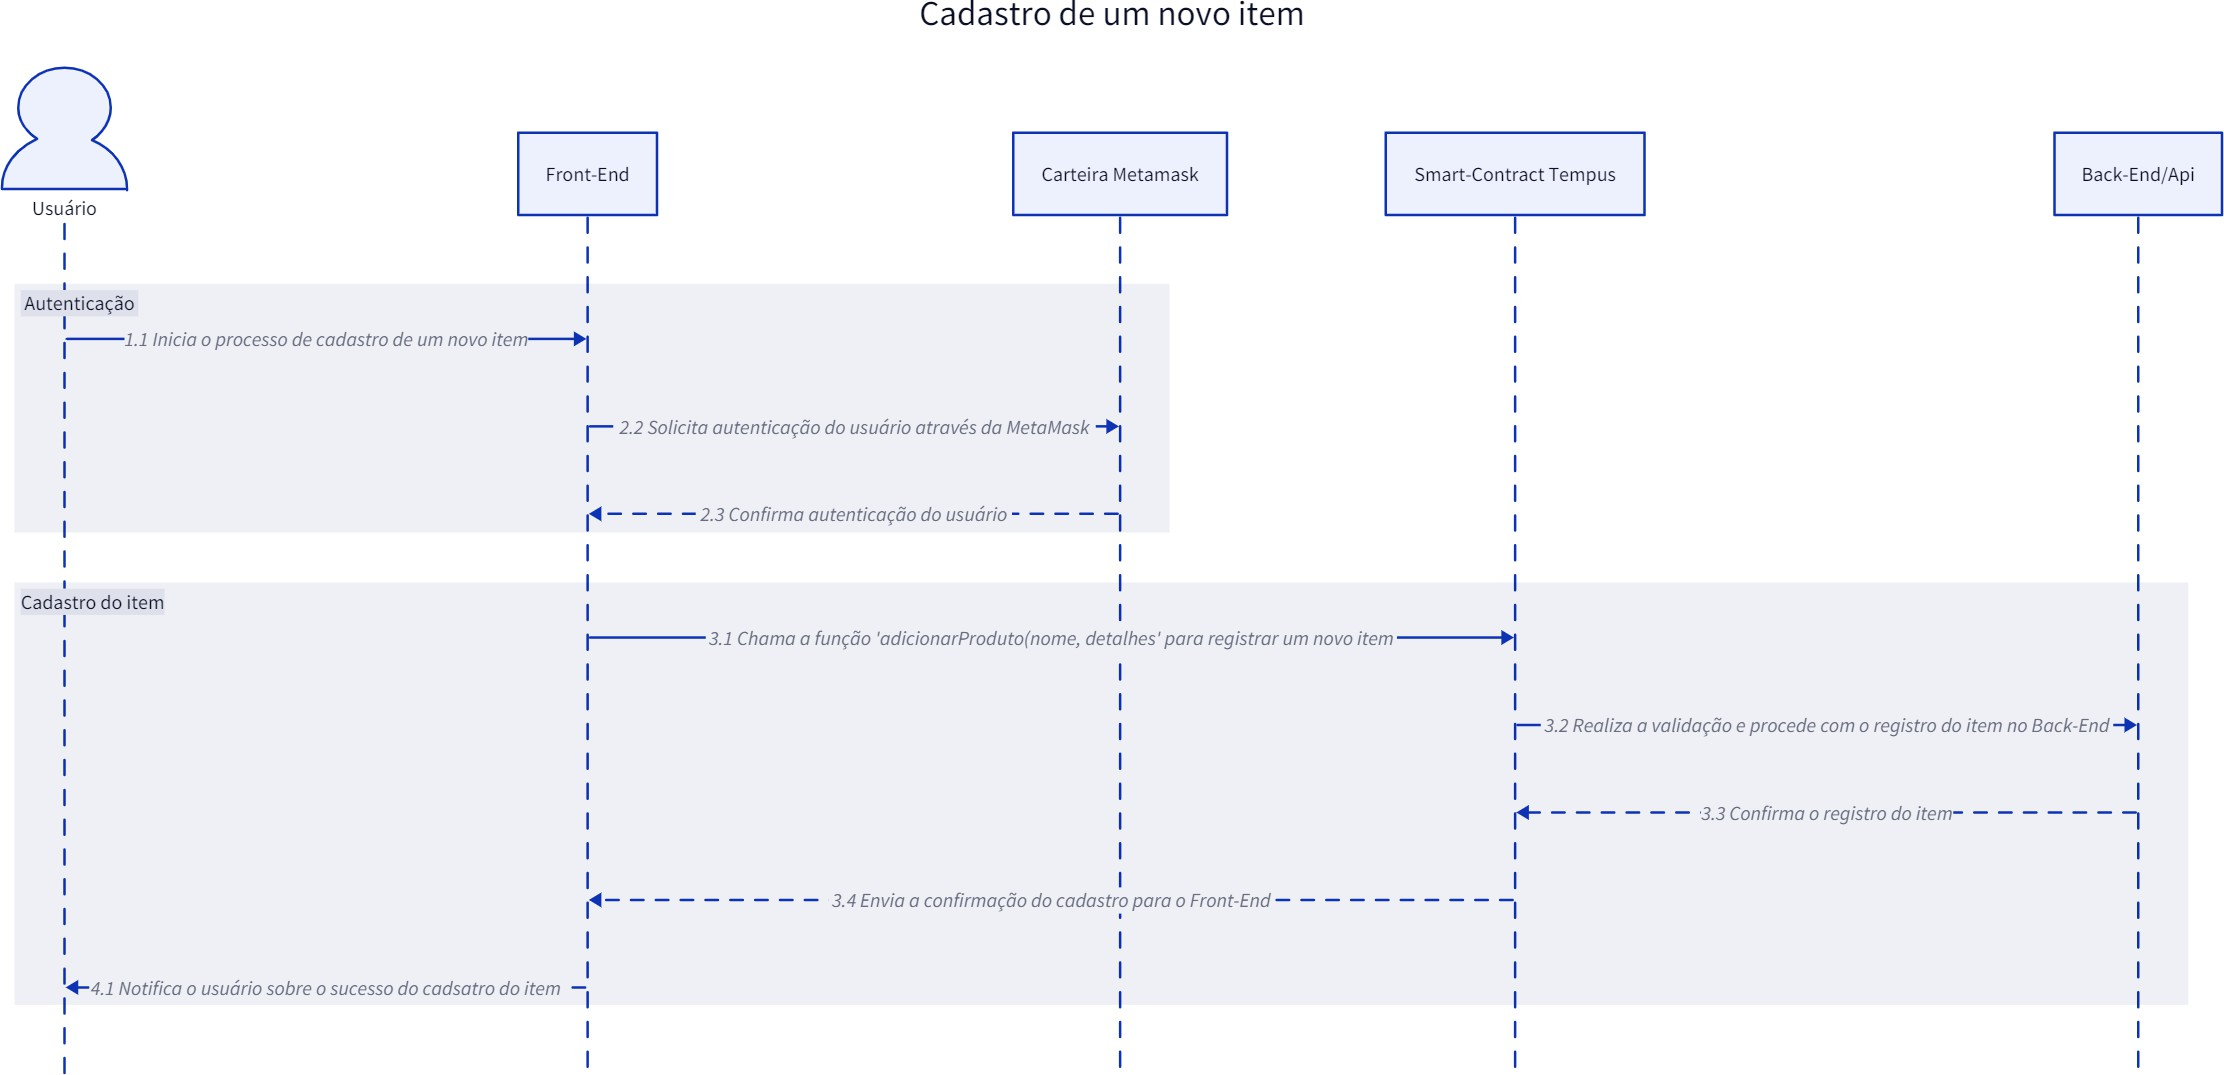 Cadastro de um novo item
Usuário
Front-End
Carteira Metamask
Smart-Contract Tempus
Back-End/Api
Autenticação
1.1 Inicia o processo de cadastro de um novo item
2.2 Solicita autenticação do usuário através da MetaMask
2.3 Confirma autenticação do usuário
Cadastro do item
3.1 Chama a função 'adicionarProduto(nome, detalhes' para registrar um novo item
3.2 Realiza a validação e procede com o registro do item no Back-End
3.3 Confirma o registro do item
3.4 Envia a confirmação do cadastro para o Front-End
4.1 Notifica o usuário sobre o sucesso do cadsatro do item